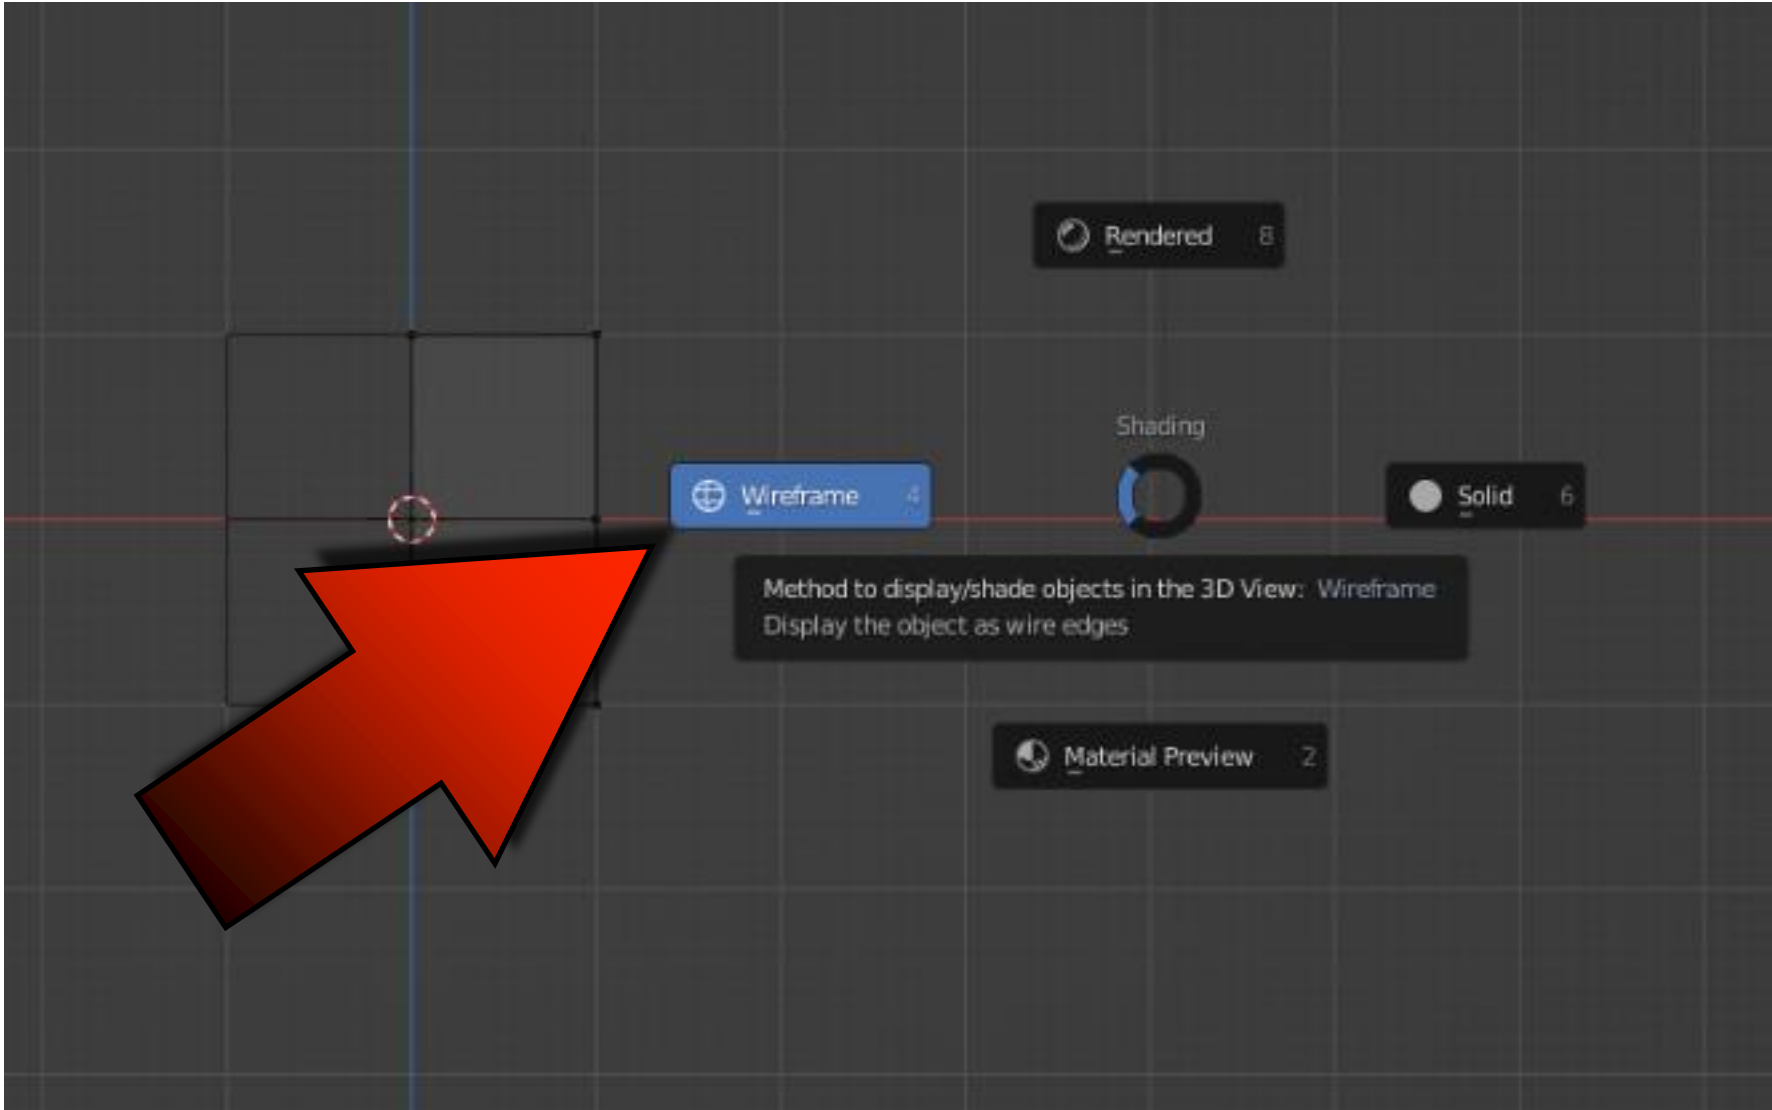 Rendered 8
Shading
Wireframe 4
Solid 6
Method to display/shade objects in the 3D View: Wireframe
Display the object as wire edges
Material Preview 2